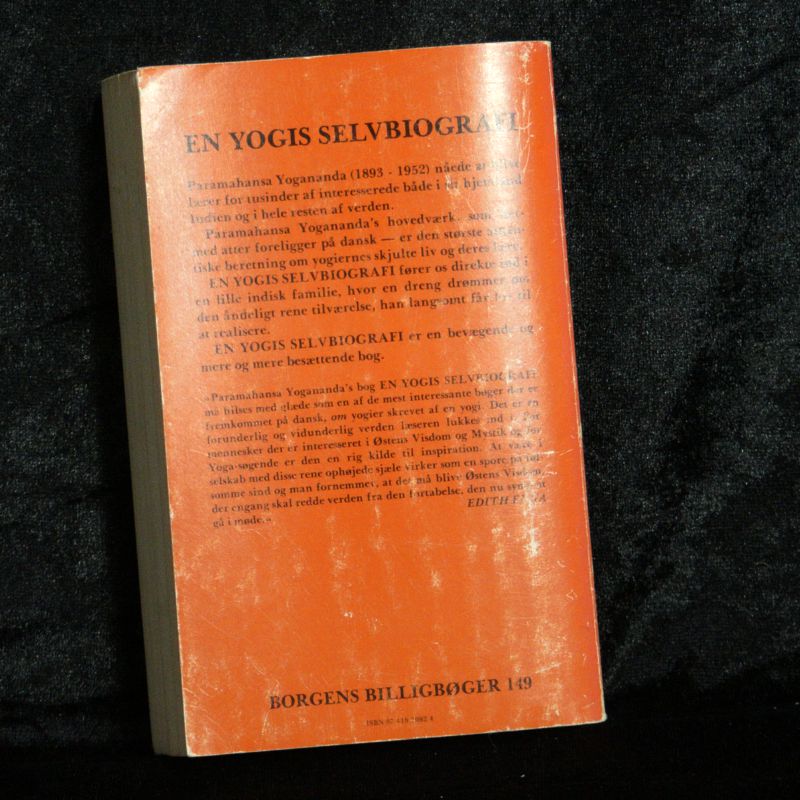 EN YOGIS SELVBIOGRAFI
Paramahansa Yogananda (1893 - 1952) nåede at blive
lærer for tusinder af interesserede både i sit hjemland
Indien og i hele resten af verden.
Paramahansa Yogananda's hovedværk, som her-
med atter foreligger på dansk — er den største auten-
tiske beretning om yogiernes skjulte liv og deres lære.
EN YOGIS SELVBIOGRAFI fører os direkte ind i
en lille indisk familie, hvor en dreng drømmer om
den åndeligt rene tilværelse, han langsomt får lov til
at realisere.
EN YOGIS SELVBIOGRAFI er en bevægende og
mere og mere besættende bog.
»Paramahansa Yogananda's bog EN YOGIS SELVBIOGRAFI
må hilses med glæde som en af de mest interessante bøger der er
fremkommet på dansk, om yogier skrevet af en yogi. Det er en
forunderlig og vidunderlig verden læseren lukkes ind i. For
mennesker der er interesseret i Østens Visdom og Mystik og for
Yoga-søgende er den en rig kilde til inspiration. At være i
selskab med disse rene ophøjede sjæle virker som en spore på
somme sind og man fornemmer, at det må blive Østens Visdom,
der engang skal redde verden fra den fortabelse, den nu synes at
gå i møde.«
EDITH
BORGENS BILLIGBØGER 149
ISBN 87 418